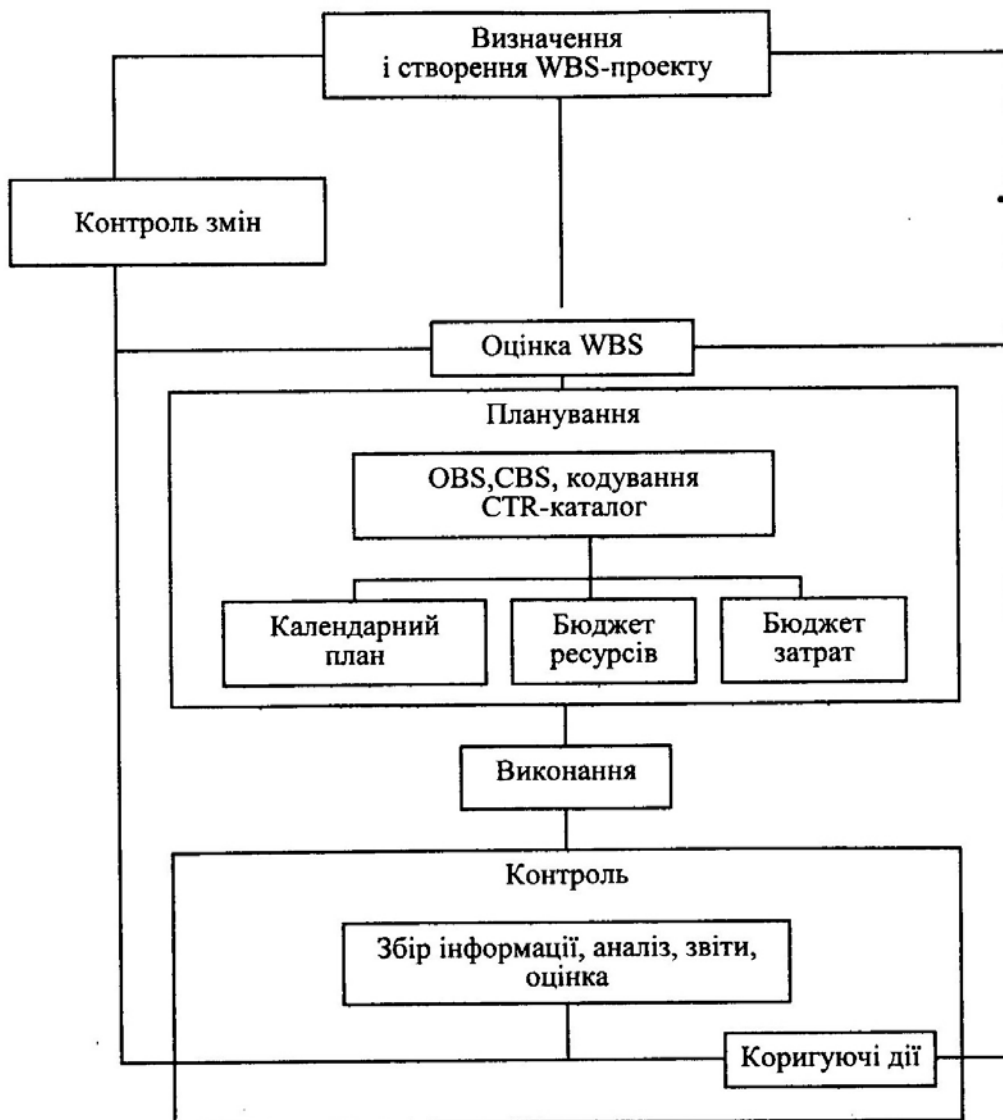 Визначення
і створення WBS-проекту
Контроль змін
Оцінка WBS
Планування
OBS,CBS, кодування
CTR-каталог
Календарний
план
Бюджет
ресурсів
Бюджет
затрат
Виконання
Контроль
Збір інформації, аналіз, звіти,
оцінка
Коригуючі дії